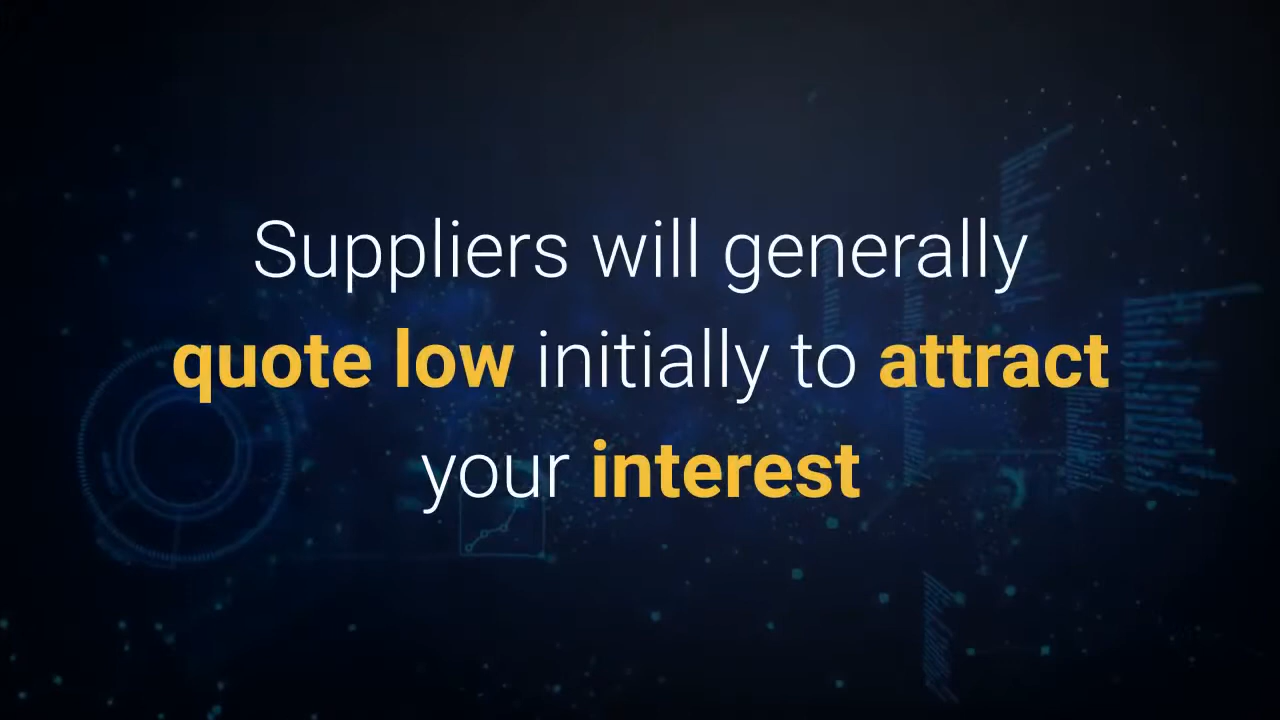 Suppliers will generally
quote low initially to attract
your interest